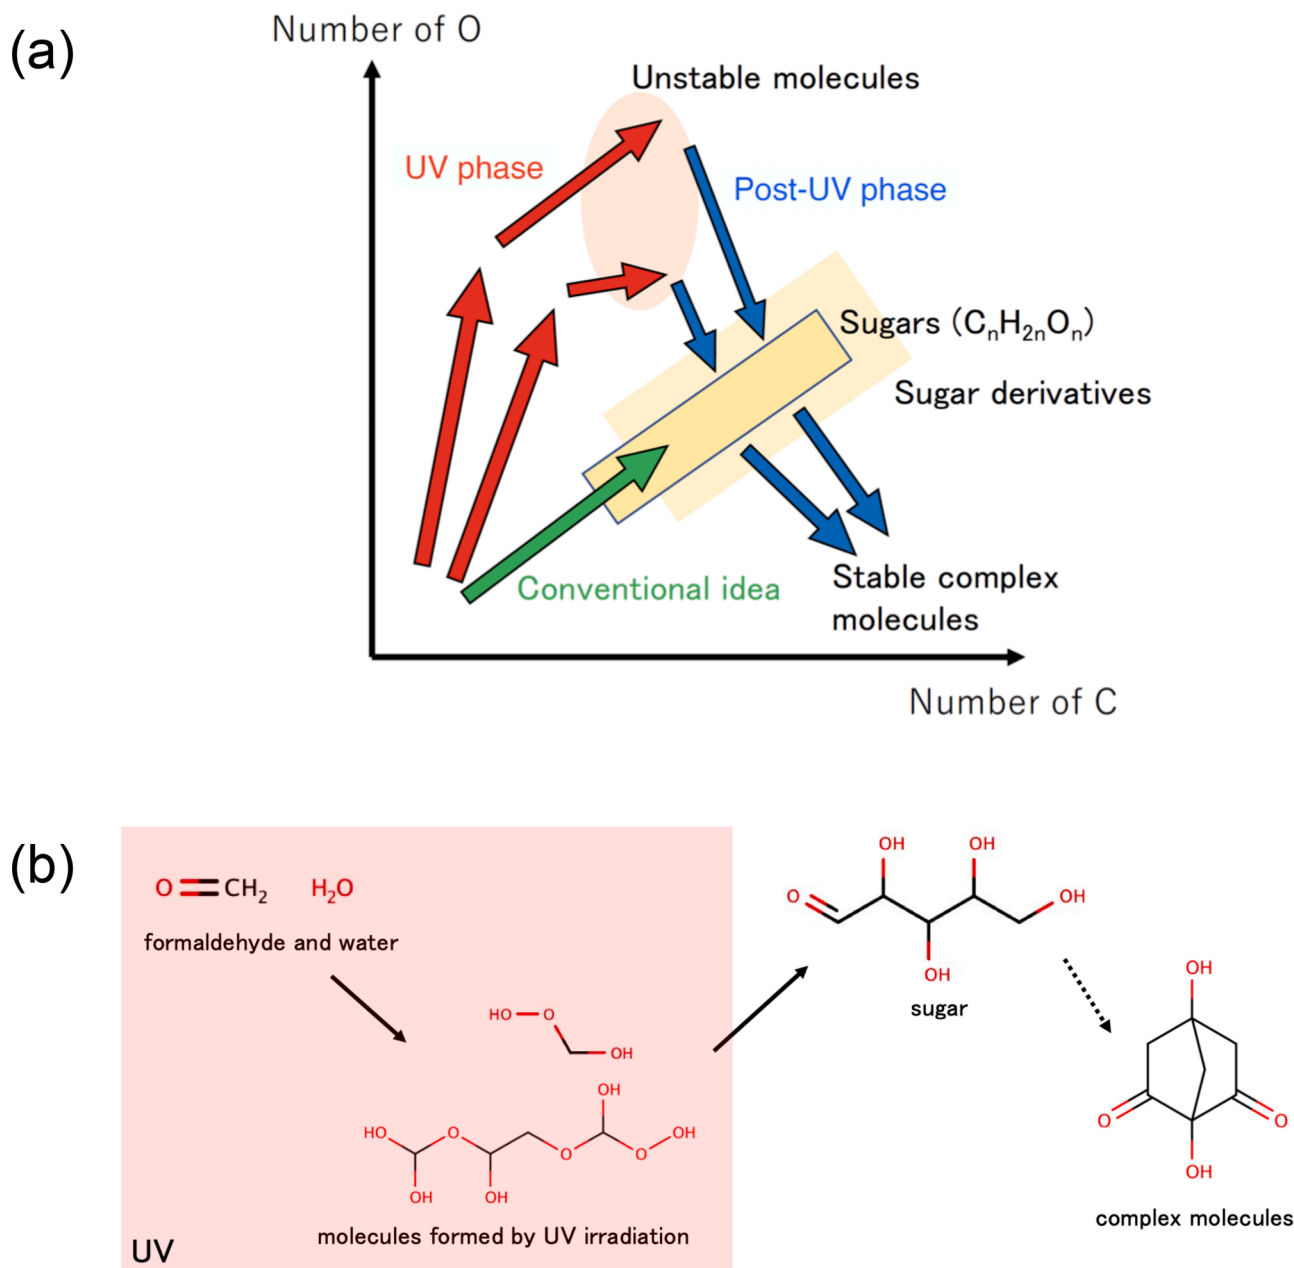 (a)
Number of O
Unstable molecules
UV phase
Post-UV phase
Sugars (CₙH₂ₙOₙ)
Sugar derivatives
Conventional idea
Stable complex
molecules
Number of C
(b)
O CH₂ H₂O
formaldehyde and water
HO O
OH
OH
HO O O OH
O
OH OH
molecules formed by UV irradiation
UV
OH OH
O OH
OH
sugar
OH
O O
OH
complex molecules